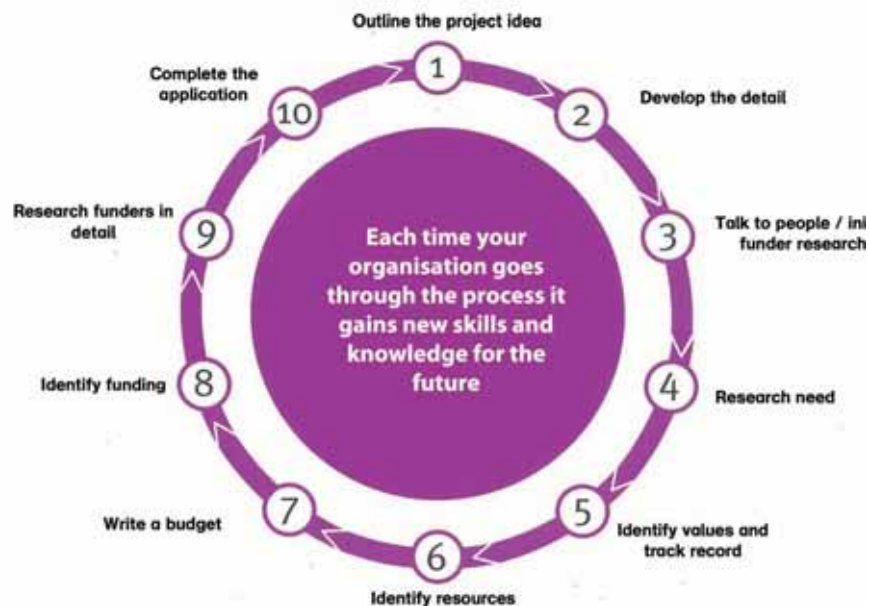 Outline the project idea
1
2
Develop the detail
3
Talk to people / ini
funder research
4
Research need
5
Identify values and
track record
6
Identify resources
7
Write a budget
8
Identify funding
9
Research funders in
detail
10
Complete the
application
Each time your
organisation goes
through the process it
gains new skills and
knowledge for the
future